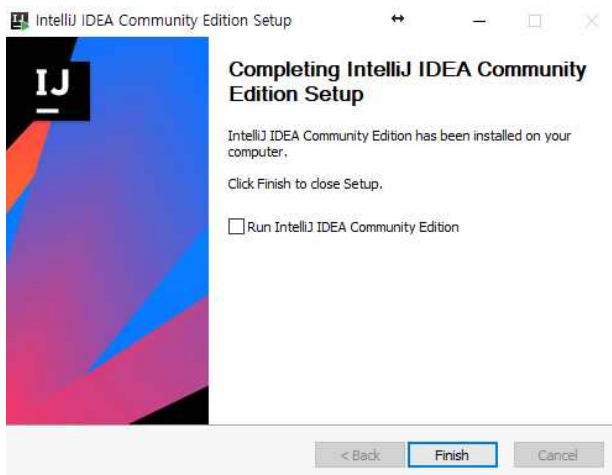 IntelliJ IDEA Community Edition Setup
IJ
Completing IntelliJ IDEA Community
Edition Setup
IntelliJ IDEA Community Edition has been installed on your
computer.
Click Finish to close Setup.
Run IntelliJ IDEA Community Edition
< Back
Finish
Cancel